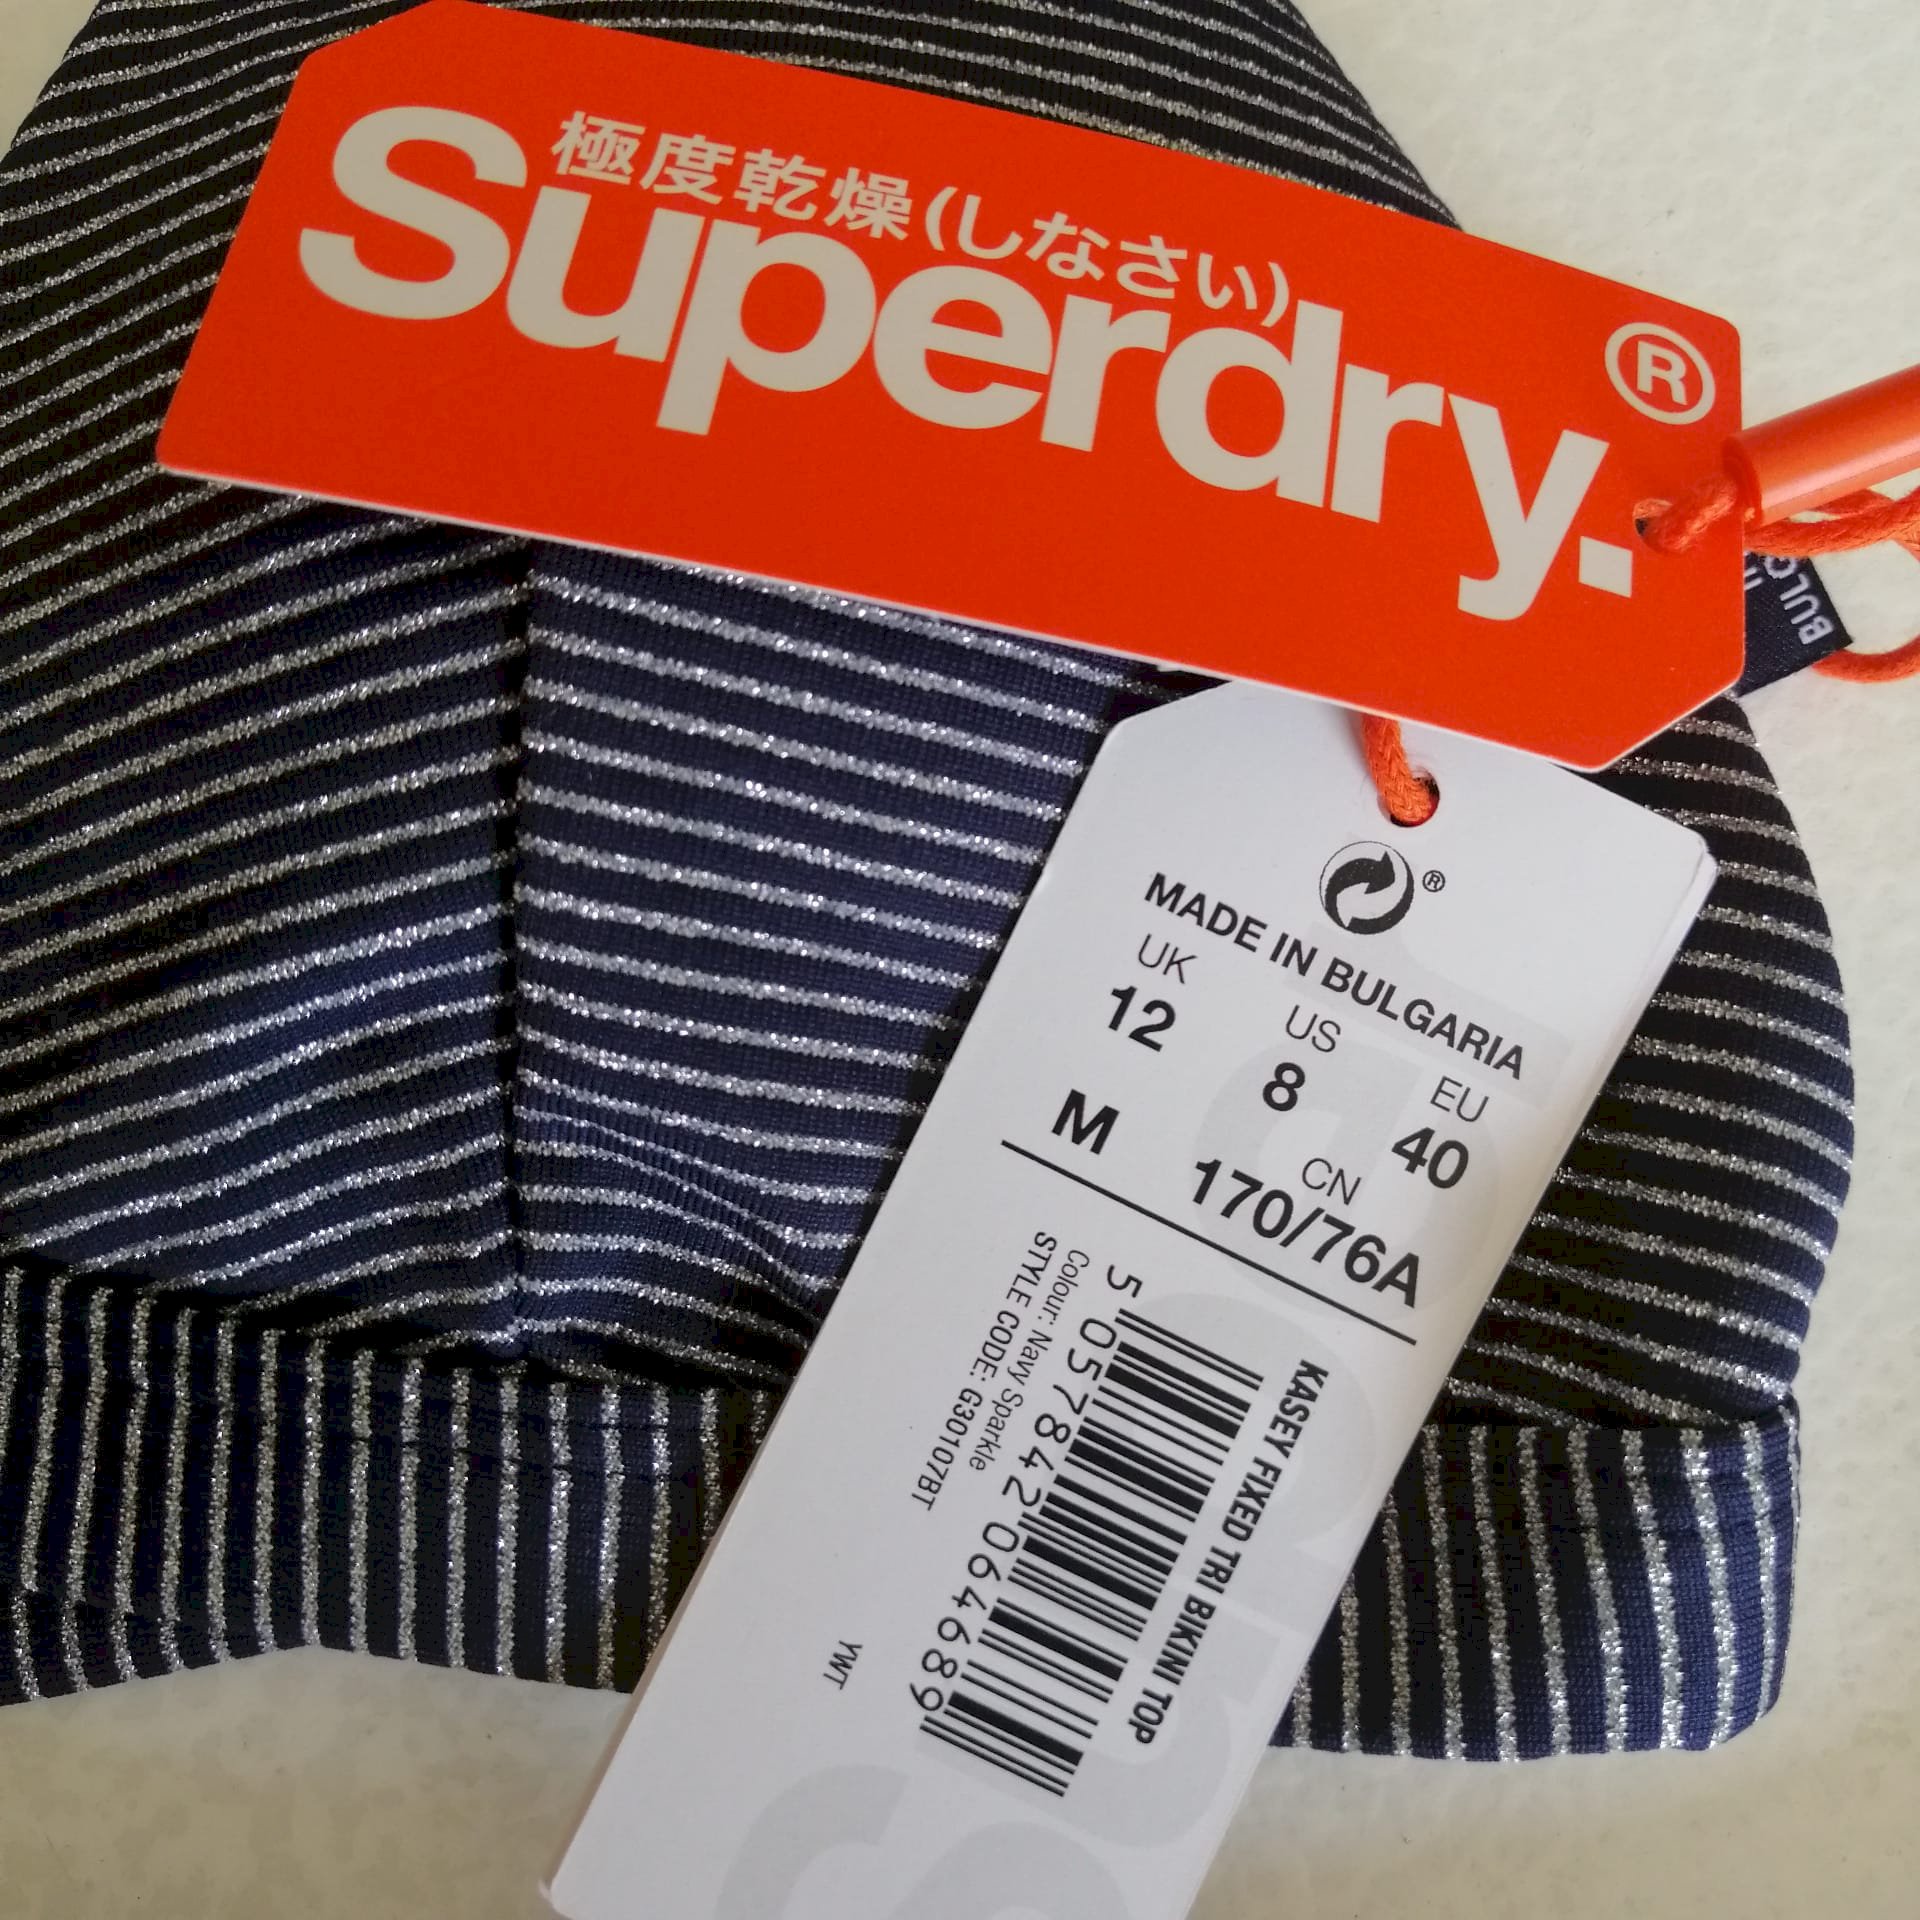 極度乾燥(しなさい)
Superdry.®
BULG
®
MADE IN BULGARIA
UK US EU
12 8 40
M CN
170/76A
KASEY FIXED TRI BIKINI TOP
5 057842 064689
Colour: Navy Sparkle
STYLE CODE: G30107BT
YWT